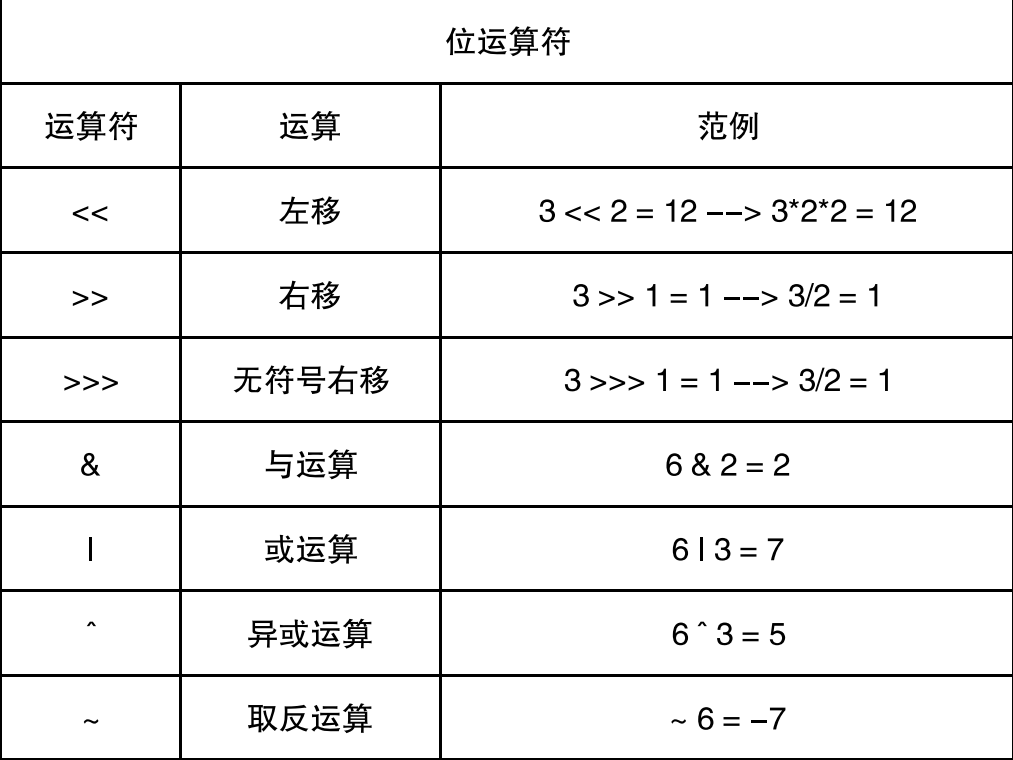 位运算符
运算符 运算 范例
<< 左移 3 << 2 = 12 --> 3*2*2 = 12
>> 右移 3 >> 1 = 1 --> 3/2 = 1
>>> 无符号右移 3 >>> 1 = 1 --> 3/2 = 1
& 与运算 6 & 2 = 2
| 或运算 6 | 3 = 7
^ 异或运算 6 ^ 3 = 5
~ 取反运算 ~ 6 = -7